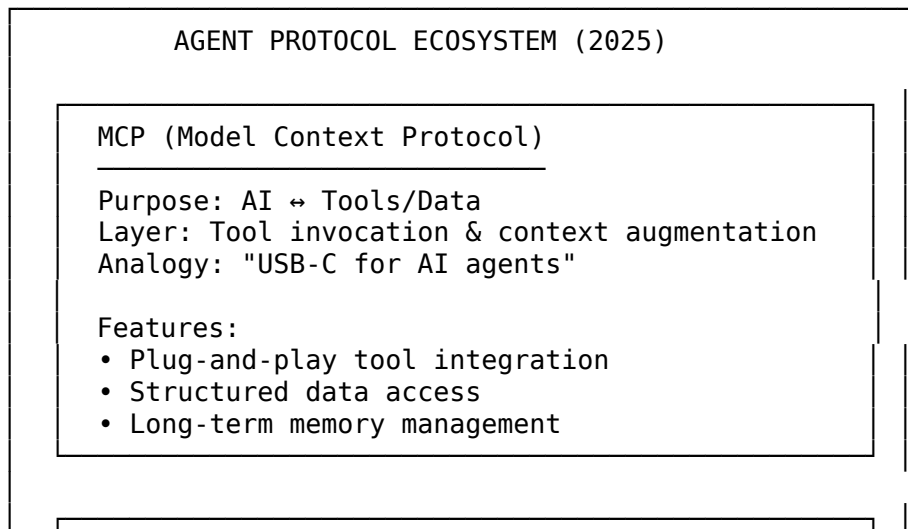 AGENT PROTOCOL ECOSYSTEM (2025)
MCP (Model Context Protocol)
Purpose: AI ↔ Tools/Data
Layer: Tool invocation & context augmentation
Analogy: "USB-C for AI agents"
Features:
• Plug-and-play tool integration
• Structured data access
• Long-term memory management